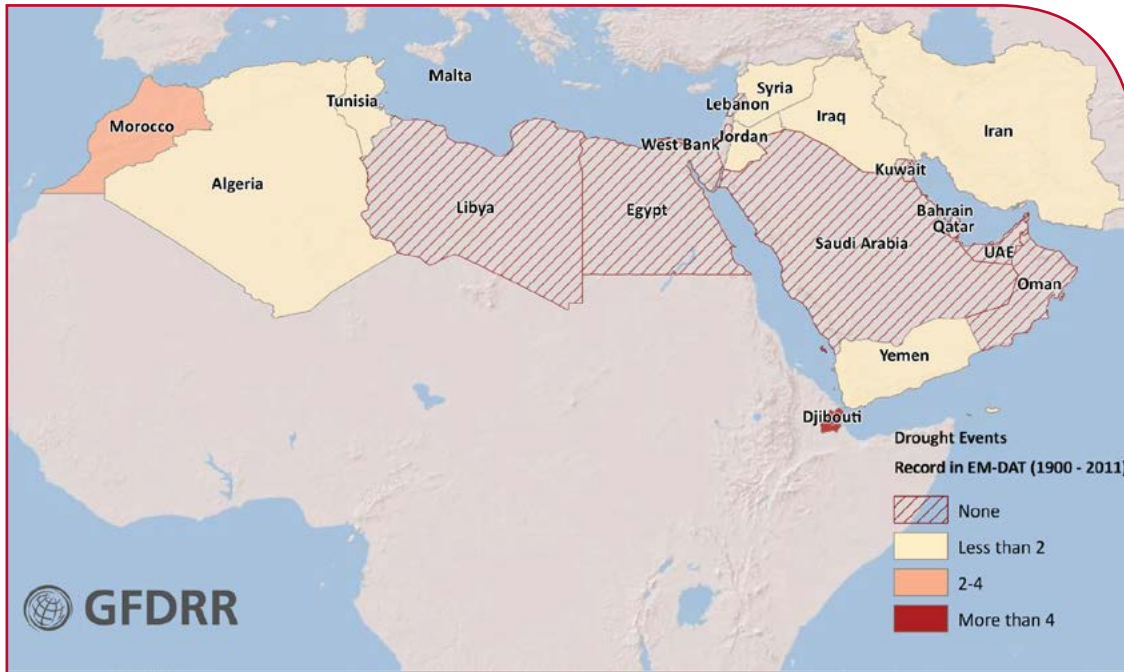 Malta
Tunisia
Morocco
Algeria
Libya
Egypt
West Bank
Lebanon
Syria
Jordan
Iraq
Iran
Kuwait
Bahrain
Qatar
Saudi Arabia
UAE
Oman
Yemen
Djibouti
Drought Events
Record in EM-DAT (1900 - 2011)
None
Less than 2
2-4
More than 4
GFDRR